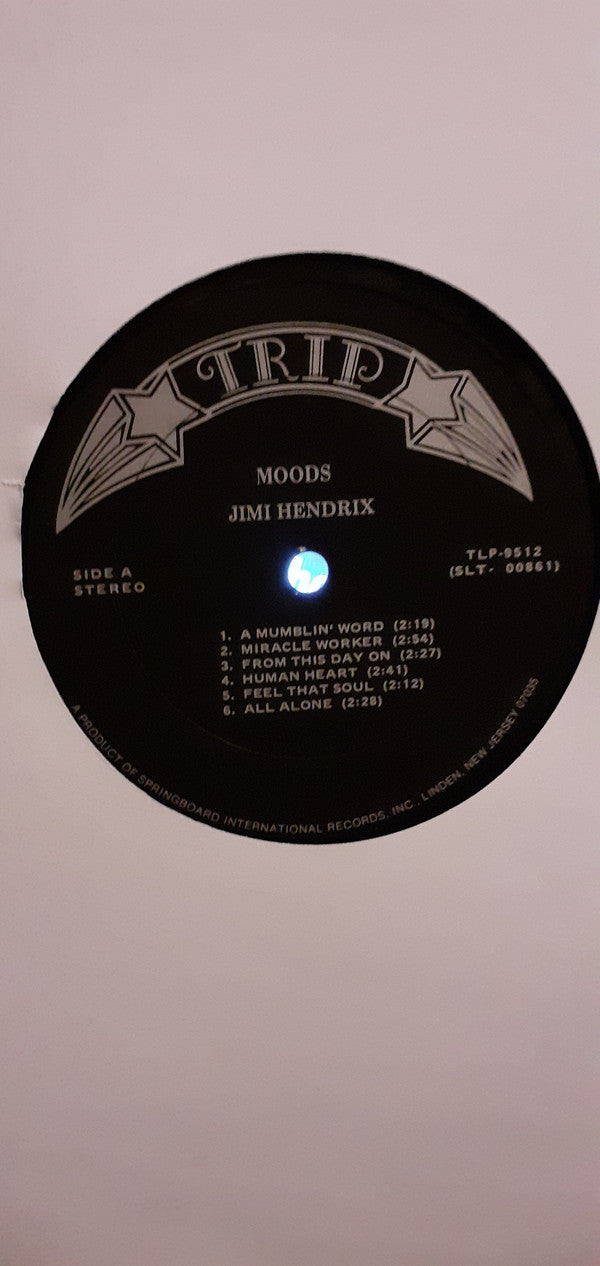 TRIP
MOODS
JIMI HENDRIX
SIDE A
STEREO
TLP-9512
(SLT- 00861)
1. A MUMBLIN' WORD (2:19)
2. MIRACLE WORKER (2:54)
3. FROM THIS DAY ON (2:27)
4. HUMAN HEART (2:41)
5. FEEL THAT SOUL (2:12)
6. ALL ALONE (2:28)
A PRODUCT OF SPRINGBOARD INTERNATIONAL RECORDS, INC. LINDEN, NEW JERSEY 07036